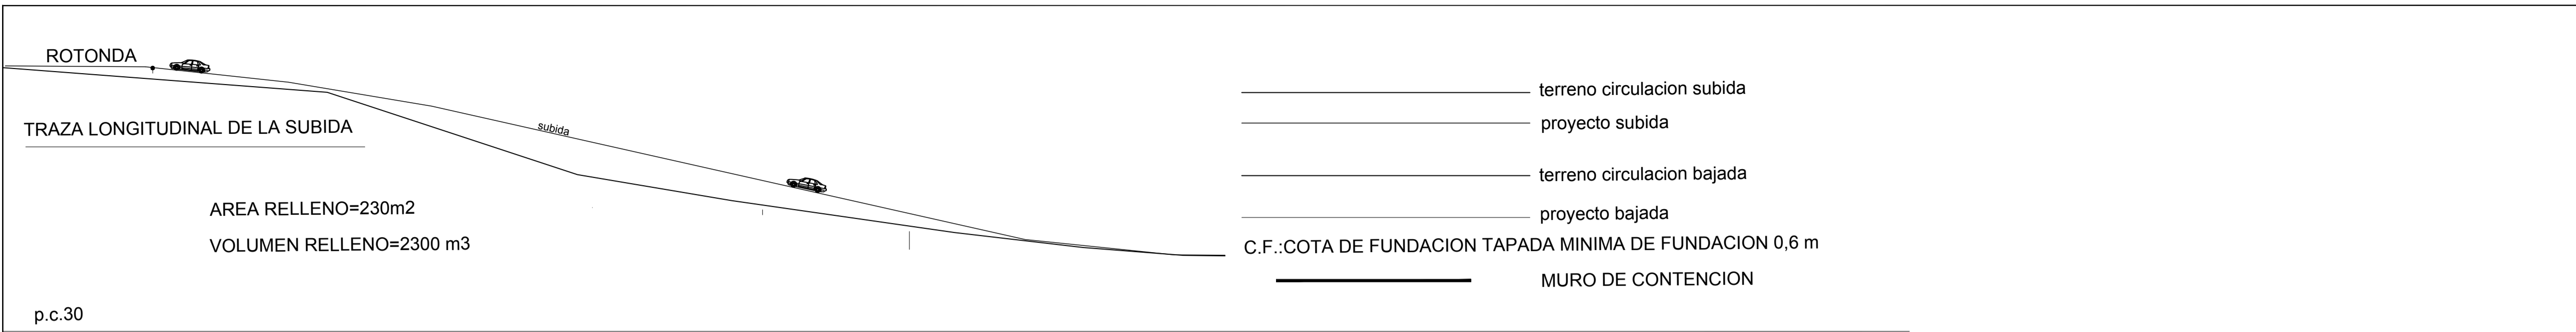 ROTONDA
TRAZA LONGITUDINAL DE LA SUBIDA
subida
AREA RELLENO=230m2
VOLUMEN RELLENO=2300 m3
p.c.30
terreno circulacion subida
proyecto subida
terreno circulacion bajada
proyecto bajada
C.F.:COTA DE FUNDACION TAPADA MINIMA DE FUNDACION 0,6 m
MURO DE CONTENCION